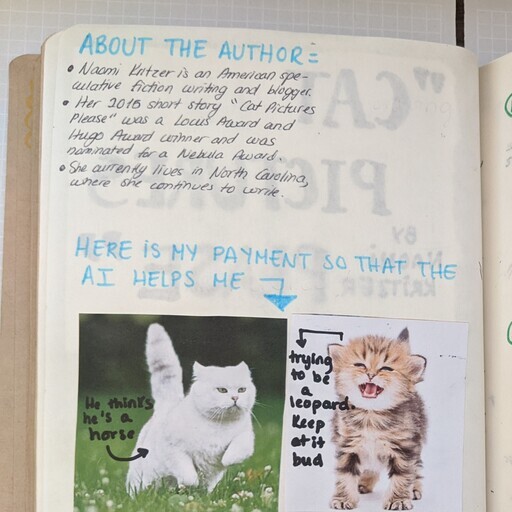 ABOUT THE AUTHOR:
• Naomi Kritzer is an American spe-
culative fiction writing and blogger.
• Her 2015 short story "Cat Pictures
Please" was a Locus Award and
Hugo Award winner and was
nominated for a Nebula Award.
• She currently lives in North Carolina,
where she continues to write.
HERE IS MY PAYMENT SO THAT THE
AI HELPS ME
He thinks
he's a
horse
trying
to be
a
leopard.
Keep
at it
bud